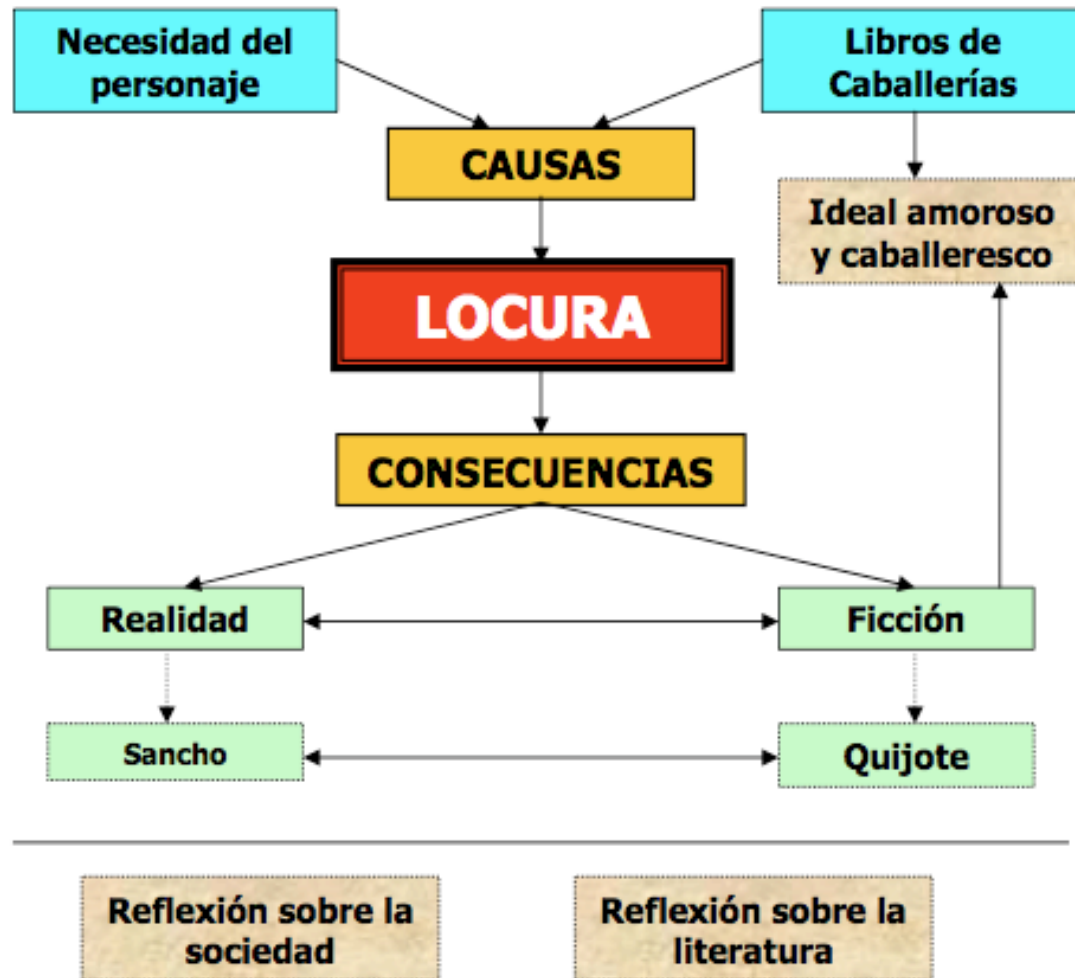 Necesidad del
personaje
Libros de
Caballerías
CAUSAS
Ideal amoroso
y caballeresco
LOCURA
CONSECUENCIAS
Realidad
Ficción
Sancho
Quijote
Reflexión sobre la
sociedad
Reflexión sobre la
literatura